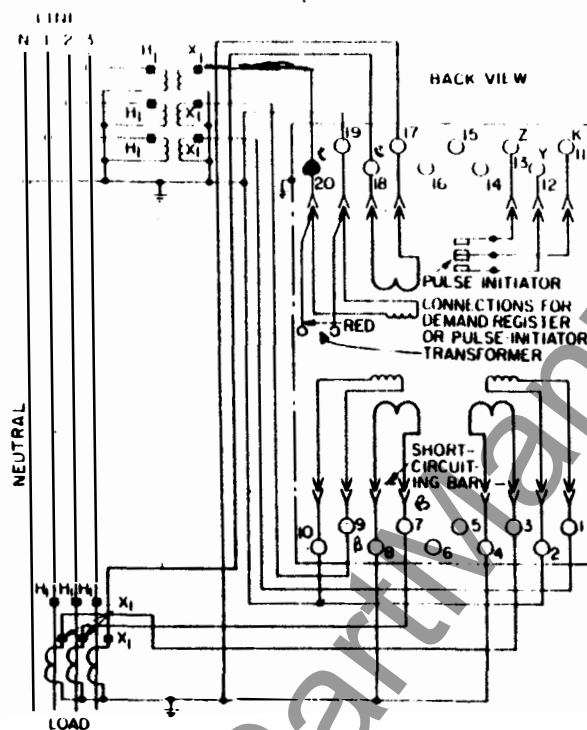 LINE
N 1 2 3
H1 X1
H1 X1
H1 X1
BACK VIEW
19 17 15 Z K
13 Y 11
20 18 16 14 12
PULSE INITIATOR
CONNECTIONS FOR
DEMAND REGISTER
OR PULSE-INITIATOR
TRANSFORMER
RED
NEUTRAL
SHORT-
CIRCUIT-
ING BAR
10 9 7 5 3 1
8 6 4 2
β
β
H1 H1 H1
X1
X1
LOAD